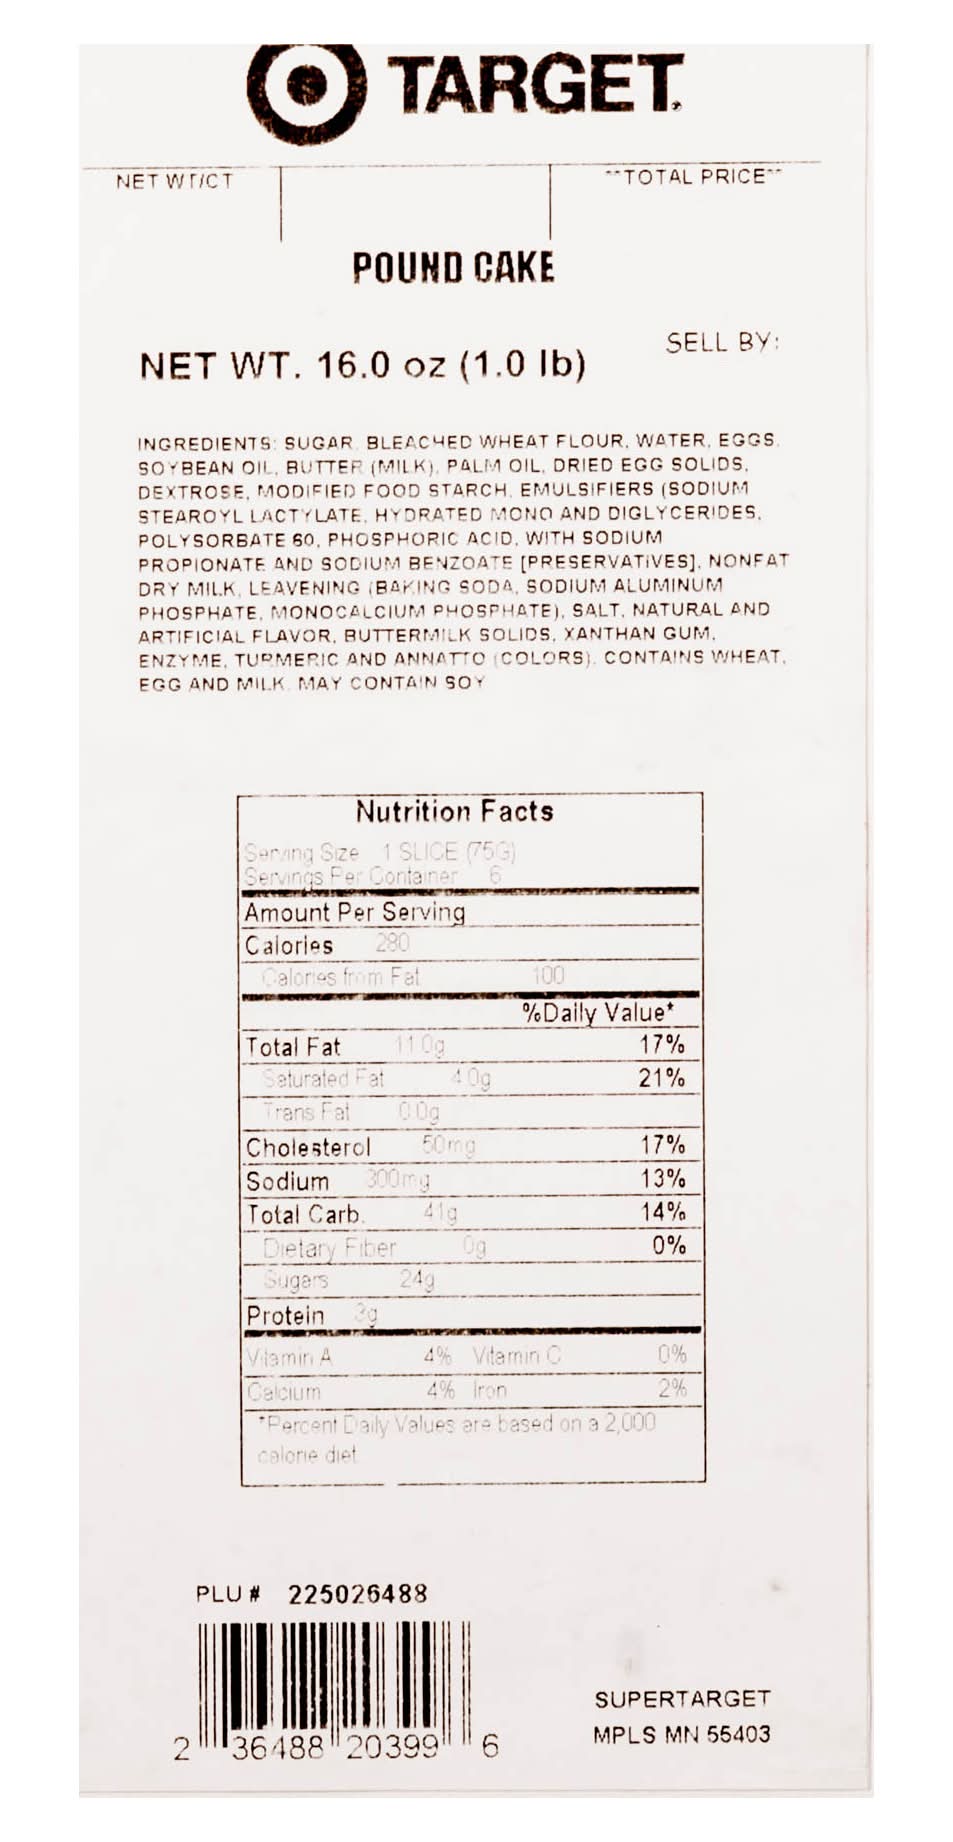 TARGET.
NET WT/CT
**TOTAL PRICE**
POUND CAKE
SELL BY:
NET WT. 16.0 oz (1.0 lb)
INGREDIENTS: SUGAR, BLEACHED WHEAT FLOUR, WATER, EGGS,
SOYBEAN OIL, BUTTER (MILK), PALM OIL, DRIED EGG SOLIDS,
DEXTROSE, MODIFIED FOOD STARCH, EMULSIFIERS (SODIUM
STEAROYL LACTYLATE, HYDRATED MONO AND DIGLYCERIDES,
POLYSORBATE 60, PHOSPHORIC ACID, WITH SODIUM
PROPIONATE AND SODIUM BENZOATE [PRESERVATIVES], NONFAT
DRY MILK, LEAVENING (BAKING SODA, SODIUM ALUMINUM
PHOSPHATE, MONOCALCIUM PHOSPHATE), SALT, NATURAL AND
ARTIFICIAL FLAVOR, BUTTERMILK SOLIDS, XANTHAN GUM,
ENZYME, TURMERIC AND ANNATTO (COLORS). CONTAINS WHEAT,
EGG AND MILK. MAY CONTAIN SOY
Nutrition Facts
Serving Size 1 SLICE (75G)
Servings Per Container 6
Amount Per Serving
Calories 280
Calories from Fat 100
%Daily Value*
Total Fat 11.0g 17%
Saturated Fat 4.0g 21%
Trans Fat 0.0g
Cholesterol 50mg 17%
Sodium 300mg 13%
Total Carb. 41g 14%
Dietary Fiber 0g 0%
Sugars 24g
Protein 3g
Vitamin A 4% Vitamin C 0%
Calcium 4% Iron 2%
*Percent Daily Values are based on a 2,000
calorie diet
PLU # 225026488
2 36488 20399 6
SUPERTARGET
MPLS MN 55403